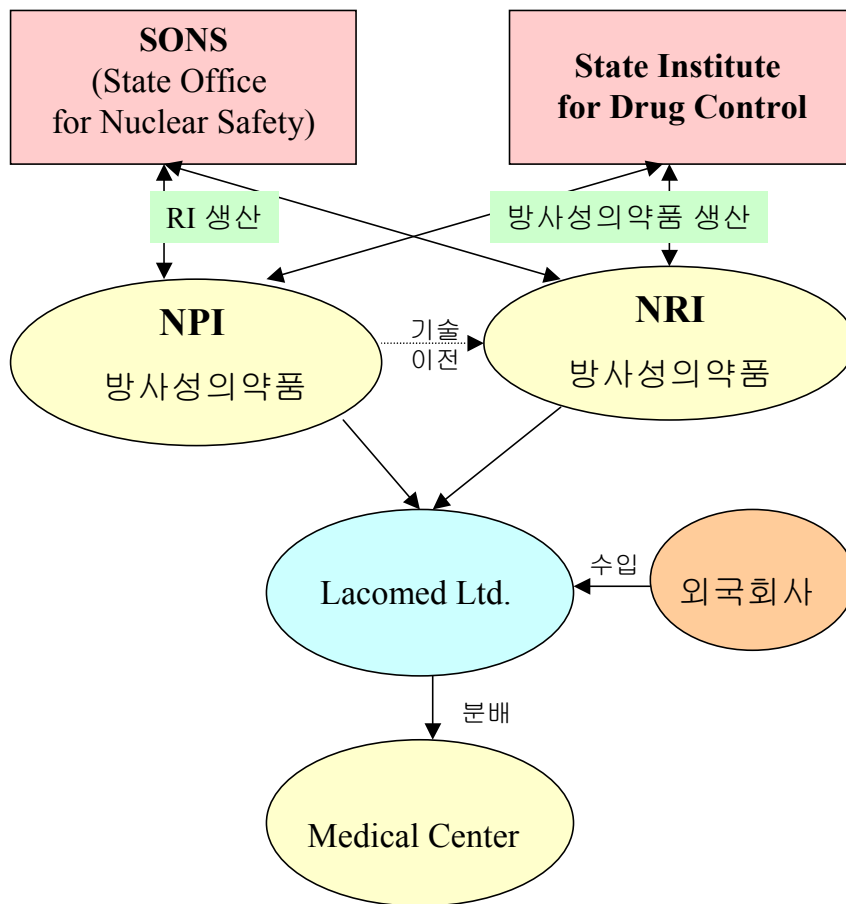 SONS
(State Office
for Nuclear Safety)
State Institute
for Drug Control
RI 생산
방사성의약품 생산
NPI
방사성의약품
기술
이전
NRI
방사성의약품
Lacomed Ltd.
수입
외국회사
분배
Medical Center